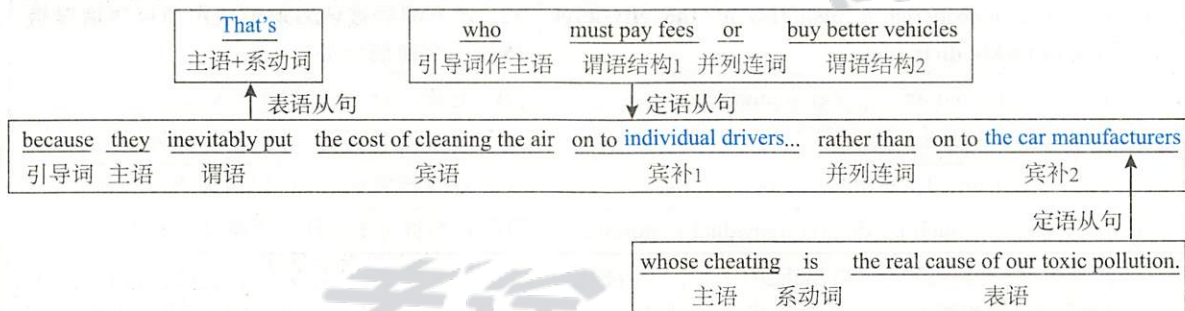 That's
主语+系动词
who must pay fees or buy better vehicles
引导词作主语 谓语结构1 并列连词 谓语结构2
表语从句 定语从句
because they inevitably put the cost of cleaning the air on to individual drivers... rather than on to the car manufacturers
引导词 主语 谓语 宾语 宾补1 并列连词 宾补2
定语从句
whose cheating is the real cause of our toxic pollution.
主语 系动词 表语